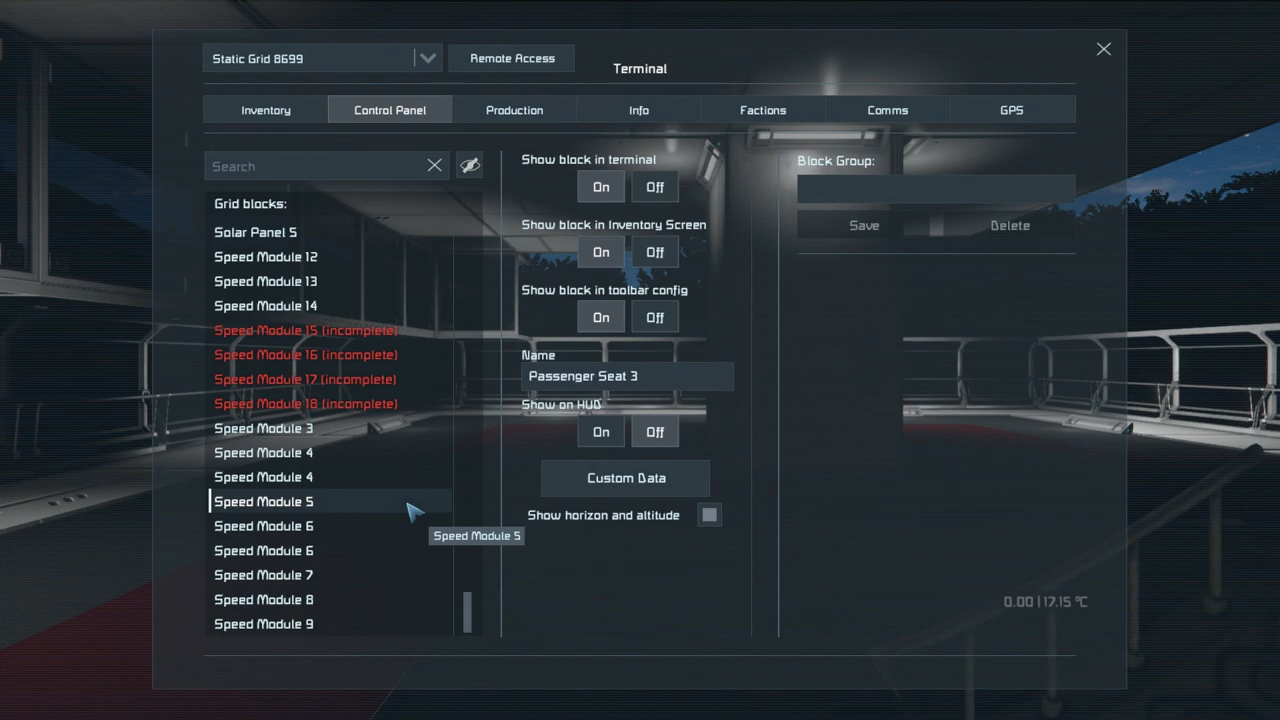 Static Grid 8699
Remote Access
Terminal
Inventory
Control Panel
Production
Info
Factions
Comms
GPS
Search
Grid blocks:
Solar Panel 5
Speed Module 12
Speed Module 13
Speed Module 14
Speed Module 15 (incomplete)
Speed Module 16 (incomplete)
Speed Module 17 (incomplete)
Speed Module 18 (incomplete)
Speed Module 3
Speed Module 4
Speed Module 4
Speed Module 5
Speed Module 6
Speed Module 6
Speed Module 7
Speed Module 8
Speed Module 9
Speed Module 5
Show block in terminal
On Off
Show block in Inventory Screen
On Off
Show block in toolbar config
On Off
Name
Passenger Seat 3
Show on HUD
On Off
Custom Data
Show horizon and altitude
Block Group:
Save
Delete
0.00 | 17.15 °C